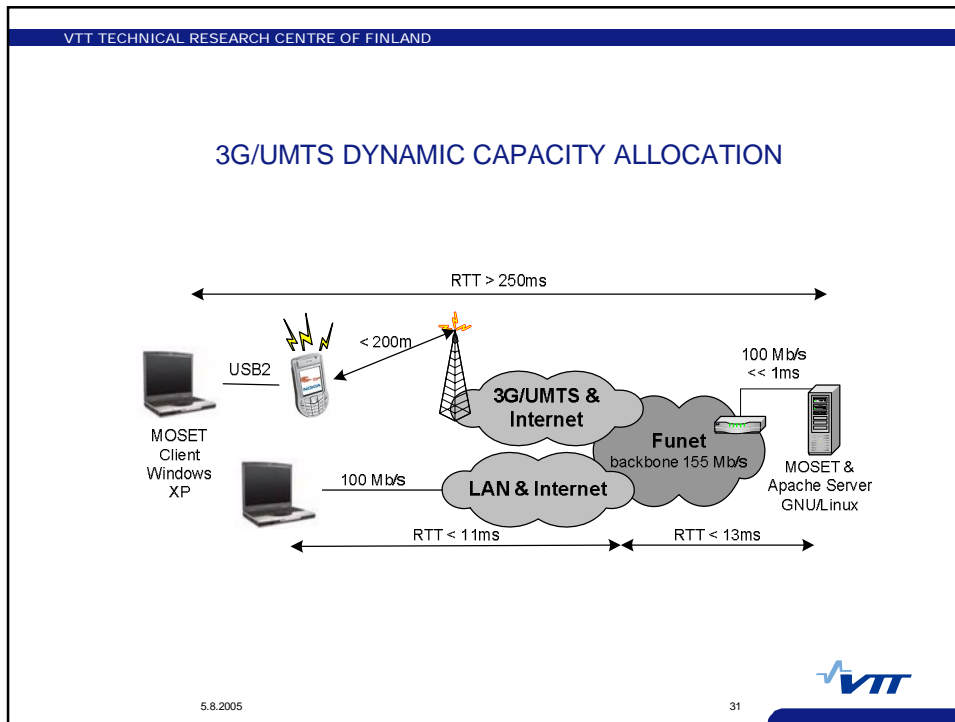 VTT TECHNICAL RESEARCH CENTRE OF FINLAND
3G/UMTS DYNAMIC CAPACITY ALLOCATION
RTT > 250ms
< 200m
USB2
NOKIA
100 Mb/s
<< 1ms
3G/UMTS &
Internet
Funet
backbone 155 Mb/s
MOSET
Client
Windows
XP
MOSET &
Apache Server
GNU/Linux
100 Mb/s
LAN & Internet
RTT < 11ms
RTT < 13ms
VTT
5.8.2005
31